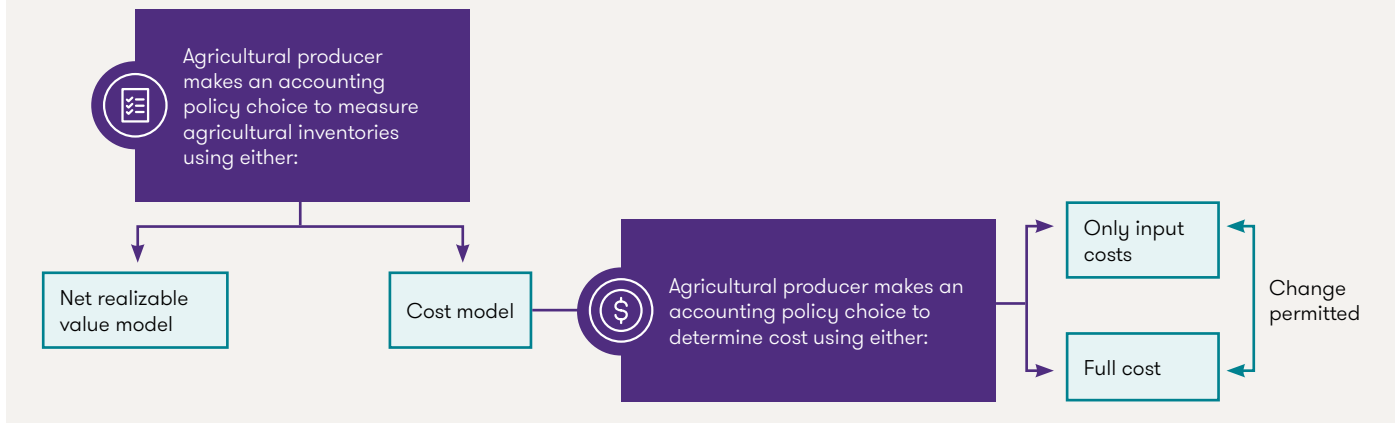 Agricultural producer
makes an accounting
policy choice to measure
agricultural inventories
using either:
Net realizable
value model
Cost model
$
Agricultural producer makes an
accounting policy choice to
determine cost using either:
Only input
costs
Full cost
Change
permitted